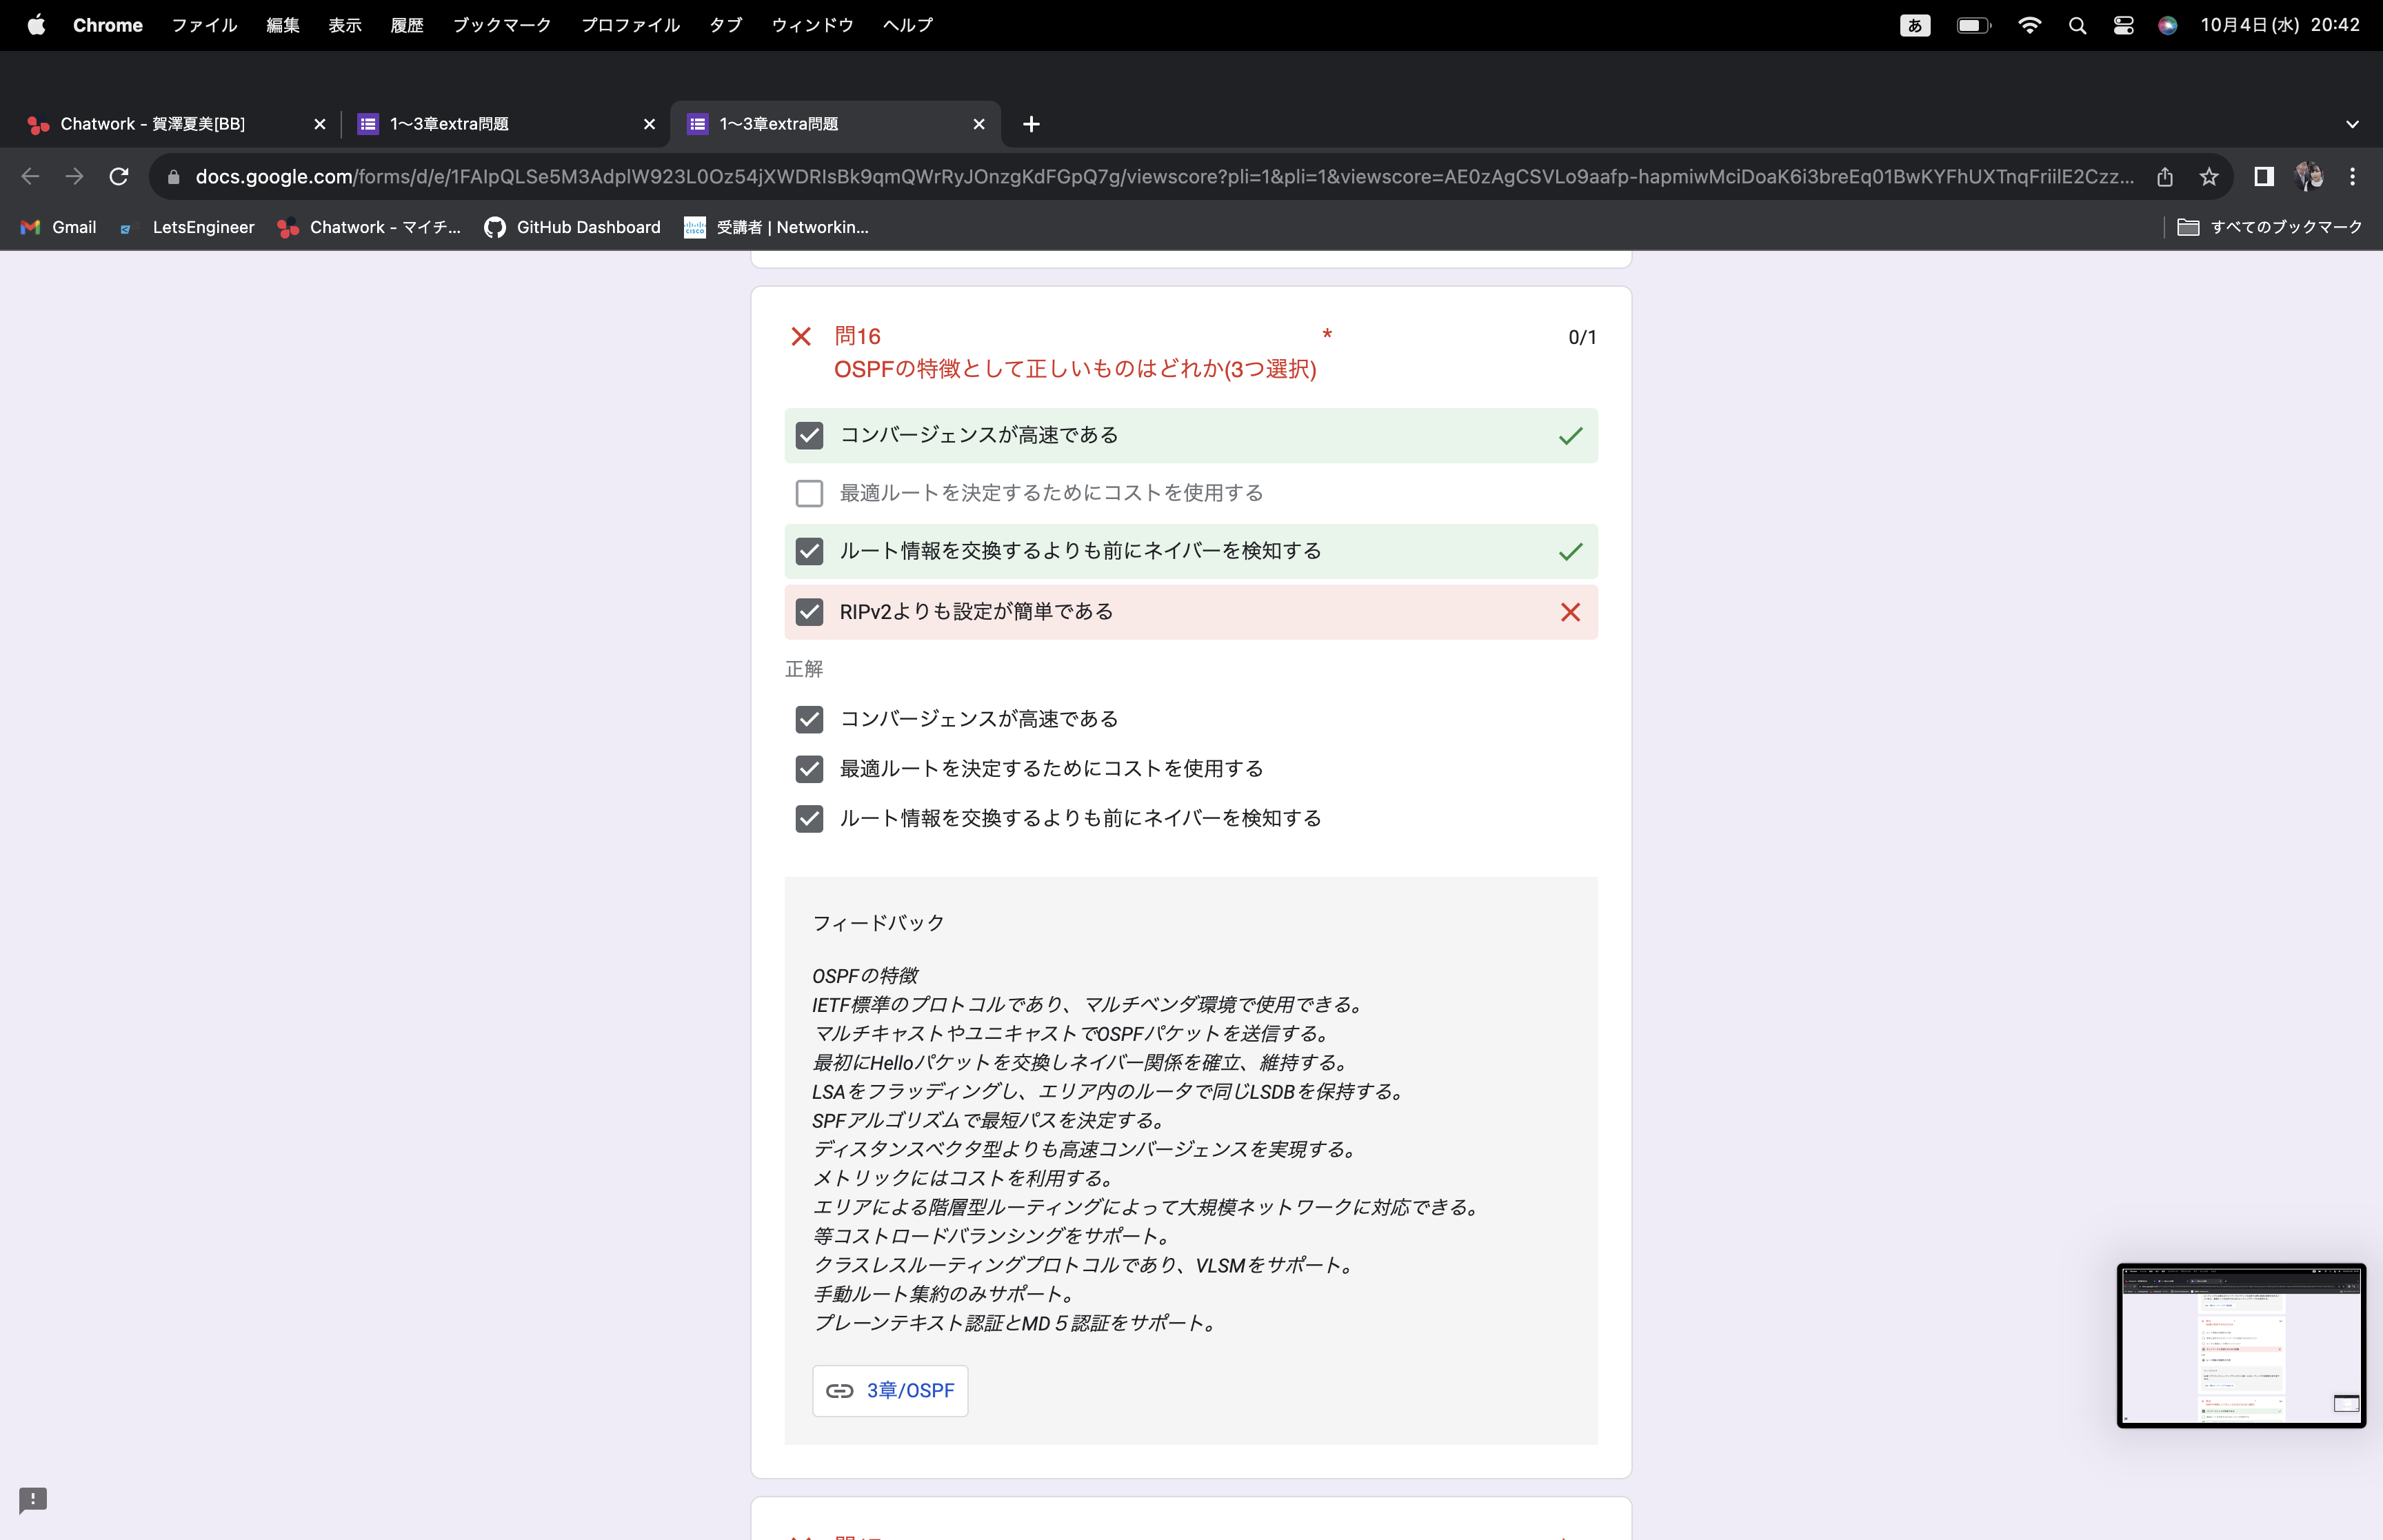 Chrome ファイル 編集 表示 履歴 ブックマーク プロファイル タブ ウィンドウ ヘルプ あ 10月4日(水) 20:42
Chatwork - 賀澤夏美[BB] 1〜3章extra問題 1〜3章extra問題
docs.google.com/forms/d/e/1FAIpQLSe5M3AdplW923L0Oz54jXWDRIsBk9qmQWrRyJOnzgKdFGpQ7g/viewscore?pli=1&pli=1&viewscore=AE0zAgCSVLo9aafp-hapmiwMciDoaK6i3breEq01BwKYFhUXTnqFriilE2Czz...
Gmail LetsEngineer Chatwork - マイチ... GitHub Dashboard 受講者 | Networkin... すべてのブックマーク
問16 * 0/1
OSPFの特徴として正しいものはどれか(3つ選択)
コンバージェンスが高速である
最適ルートを決定するためにコストを使用する
ルート情報を交換するよりも前にネイバーを検知する
RIPv2よりも設定が簡単である
正解
コンバージェンスが高速である
最適ルートを決定するためにコストを使用する
ルート情報を交換するよりも前にネイバーを検知する
フィードバック
OSPFの特徴
IETF標準のプロトコルであり、マルチベンダ環境で使用できる。
マルチキャストやユニキャストでOSPFパケットを送信する。
最初にHelloパケットを交換しネイバー関係を確立、維持する。
LSAをフラッディングし、エリア内のルータで同じLSDBを保持する。
SPFアルゴリズムで最短パスを決定する。
ディスタンスベクタ型よりも高速コンバージェンスを実現する。
メトリックにはコストを利用する。
エリアによる階層型ルーティングによって大規模ネットワークに対応できる。
等コストロードバランシングをサポート。
クラスレスルーティングプロトコルであり、VLSMをサポート。
手動ルート集約のみサポート。
プレーンテキスト認証とMD５認証をサポート。
3章/OSPF